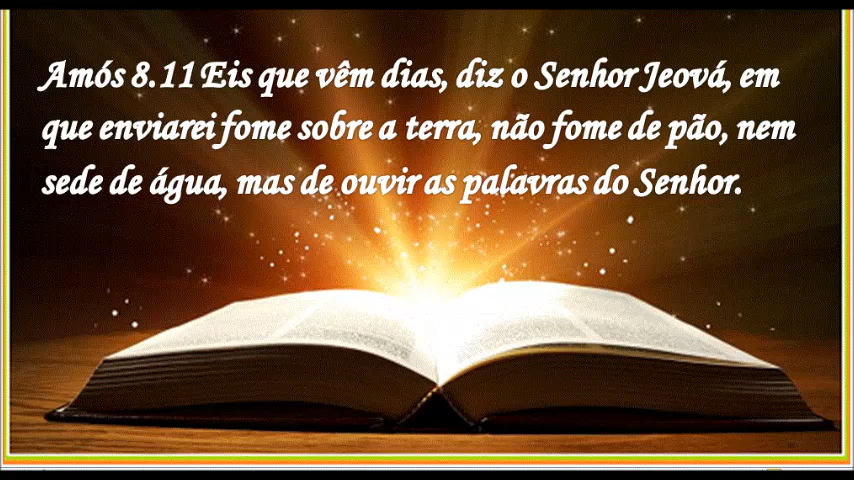 Amós 8.11 Eis que vêm dias, diz o Senhor Jeová, em
que enviarei fome sobre a terra, não fome de pão, nem
sede de água, mas de ouvir as palavras do Senhor.